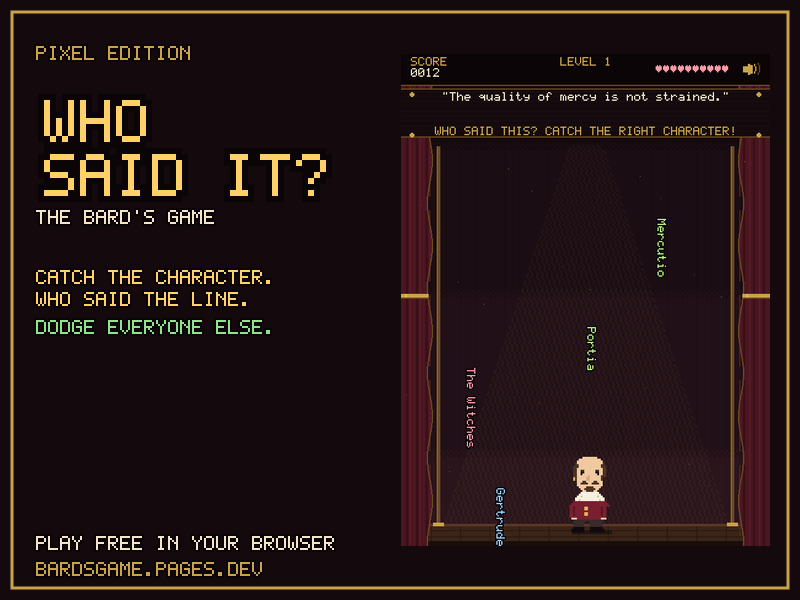 PIXEL EDITION
WHO
SAID IT?
THE BARD'S GAME
CATCH THE CHARACTER.
WHO SAID THE LINE.
DODGE EVERYONE ELSE.
PLAY FREE IN YOUR BROWSER
BARDSGAME.PAGES.DEV
SCORE
0012
LEVEL 1
"The quality of mercy is not strained."
WHO SAID THIS? CATCH THE RIGHT CHARACTER!
Mercutio
Portia
The Witches
Gertrude